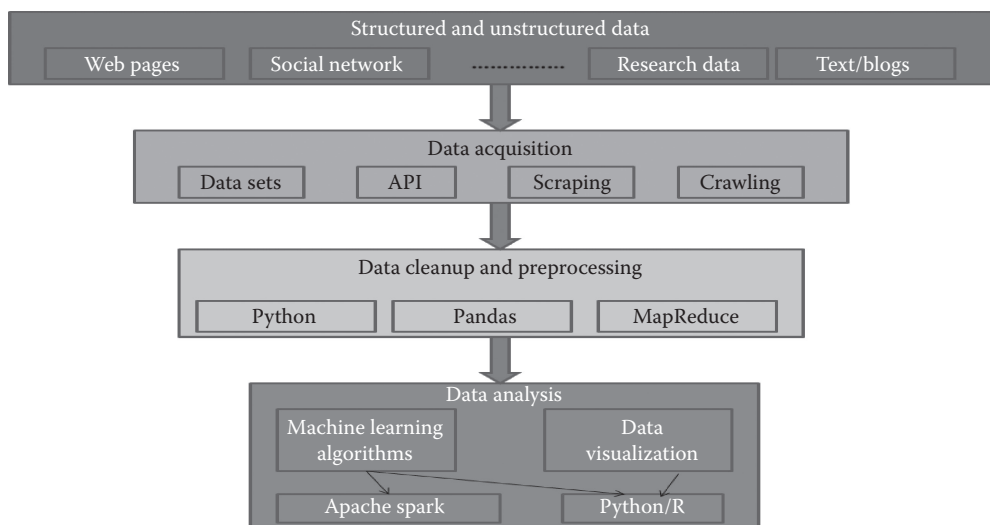 Structured and unstructured data
Web pages
Social network
...............
Research data
Text/blogs
Data acquisition
Data sets
API
Scraping
Crawling
Data cleanup and preprocessing
Python
Pandas
MapReduce
Data analysis
Machine learning
algorithms
Data
visualization
Apache spark
Python/R